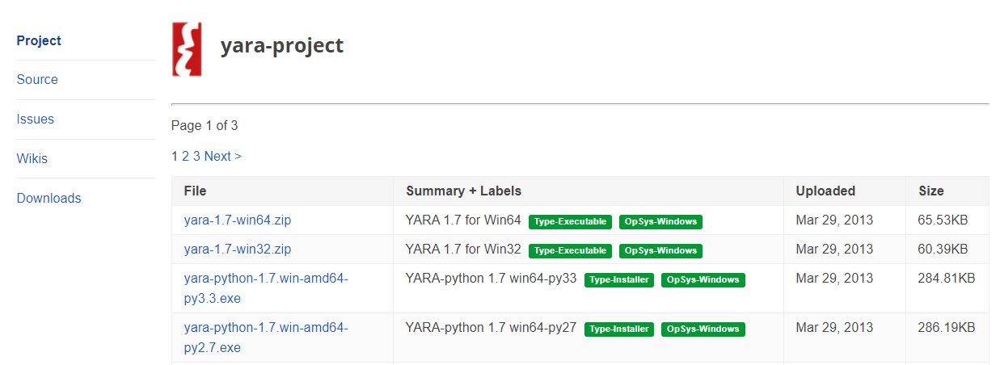 Project
Source
Issues
Wikis
Downloads
yara-project
Page 1 of 3
1 2 3 Next >
File Summary + Labels Uploaded Size
yara-1.7-win64.zip YARA 1.7 for Win64 Type-Executable OpSys-Windows Mar 29, 2013 65.53KB
yara-1.7-win32.zip YARA 1.7 for Win32 Type-Executable OpSys-Windows Mar 29, 2013 60.39KB
yara-python-1.7.win-amd64- YARA-python 1.7 win64-py33 Type-Installer OpSys-Windows Mar 29, 2013 284.81KB
py3.3.exe
yara-python-1.7.win-amd64- YARA-python 1.7 win64-py27 Type-Installer OpSys-Windows Mar 29, 2013 286.19KB
py2.7.exe